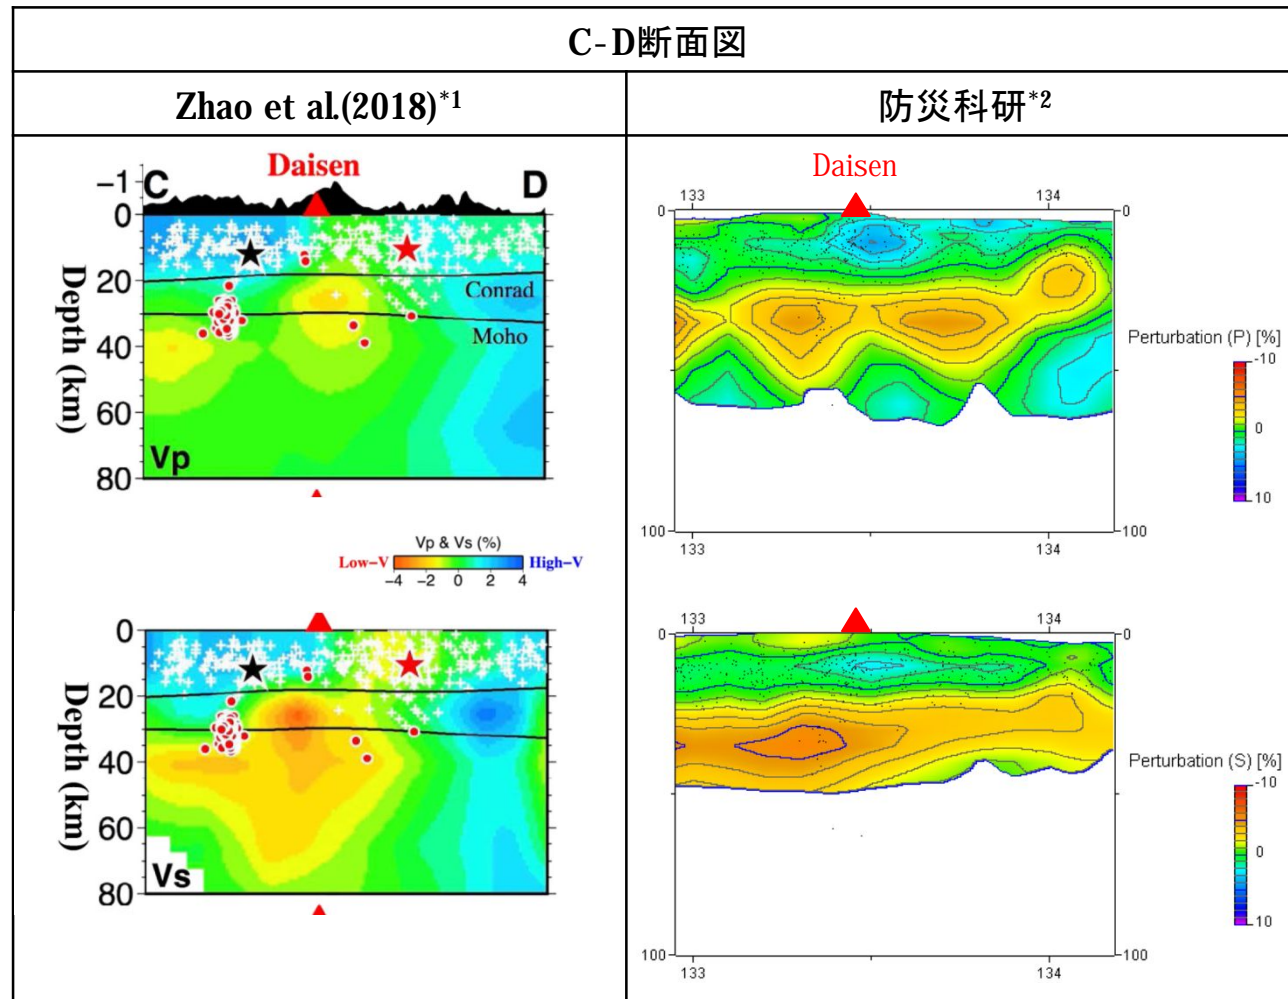 C-D断面図
Zhao et al.(2018)*1
防災科研*2
Daisen
C
D
−1
0
20
40
60
80
Depth (km)
Conrad
Moho
Vp
Vp & Vs (%)
Low−V
High−V
−4 −2 0 2 4
0
20
40
60
80
Depth (km)
Vs
Daisen
133 134
0 0
100 100
133 134
Perturbation (P) [%]
-10
0
10
133 134
0 0
100 100
133 134
Perturbation (S) [%]
-10
0
10